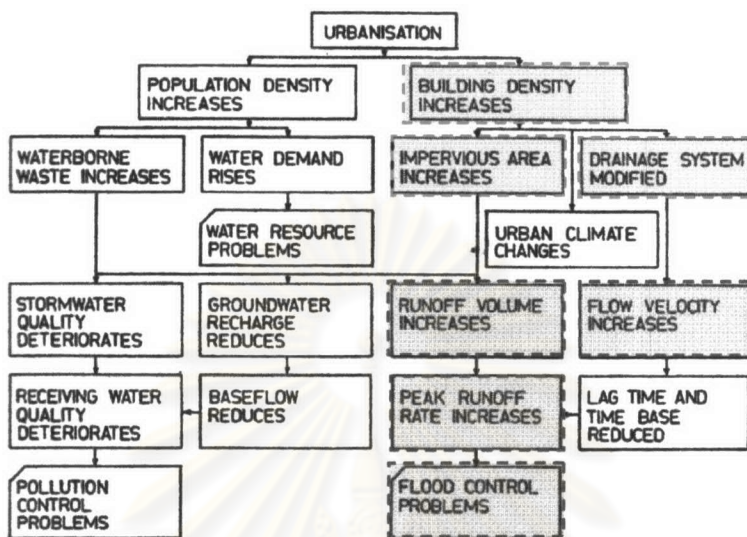 URBANISATION
POPULATION DENSITY
INCREASES
BUILDING DENSITY
INCREASES
WATERBORNE
WASTE INCREASES
WATER DEMAND
RISES
IMPERVIOUS AREA
INCREASES
DRAINAGE SYSTEM
MODIFIED
WATER RESOURCE
PROBLEMS
URBAN CLIMATE
CHANGES
STORMWATER
QUALITY
DETERIORATES
GROUNDWATER
RECHARGE
REDUCES
RUNOFF VOLUME
INCREASES
FLOW VELOCITY
INCREASES
RECEIVING WATER
QUALITY
DETERIORATES
BASEFLOW
REDUCES
PEAK RUNOFF
RATE INCREASES
LAG TIME AND
TIME BASE
REDUCED
POLLUTION
CONTROL
PROBLEMS
FLOOD CONTROL
PROBLEMS